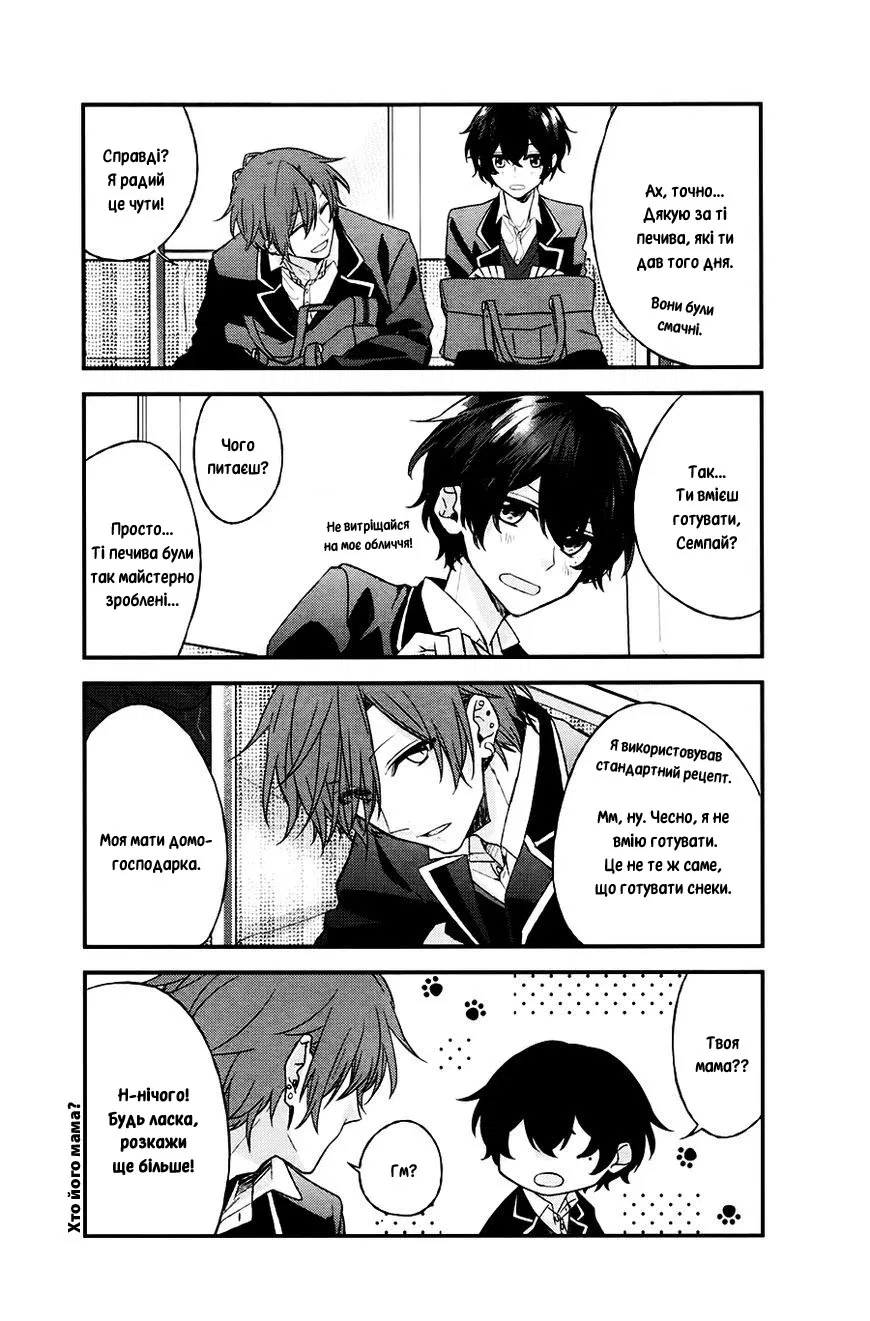 Ах, точно...
Дякую за ті
печива, які ти
дав того дня.
Вони були
смачні.
Справді?
Я радий
це чути!
Так...
Ти вмієш
готувати,
Семпай?
Не витріщайся
на моє обличчя!
Чого
питаєш?
Просто...
Ті печива були
так майстерно
зроблені...
Я використовував
стандартний рецепт.
Мм, ну. Чесно, я не
вмію готувати.
Це не те ж саме,
що готувати снеки.
Моя мати домо-
господарка.
Твоя
мама??
Гм?
Н-нічого!
Будь ласка,
розкажи
ще більше!
Хто його мама?